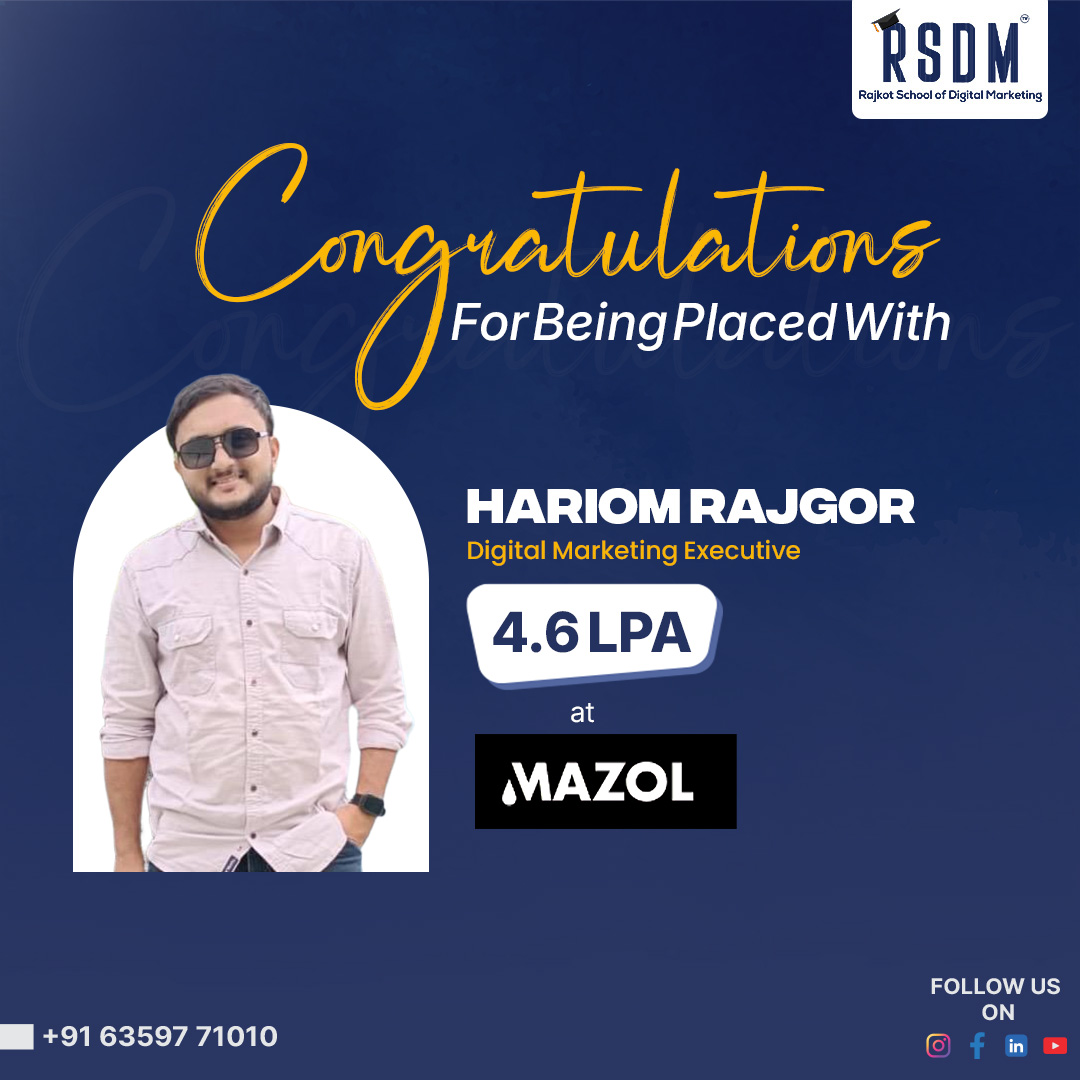 RSDM
TM
Rajkot School of Digital Marketing
Congratulations
For Being Placed With
HARIOM RAJGOR
Digital Marketing Executive
4.6 LPA
at
MAZOL
FOLLOW US
ON
+91 63597 71010